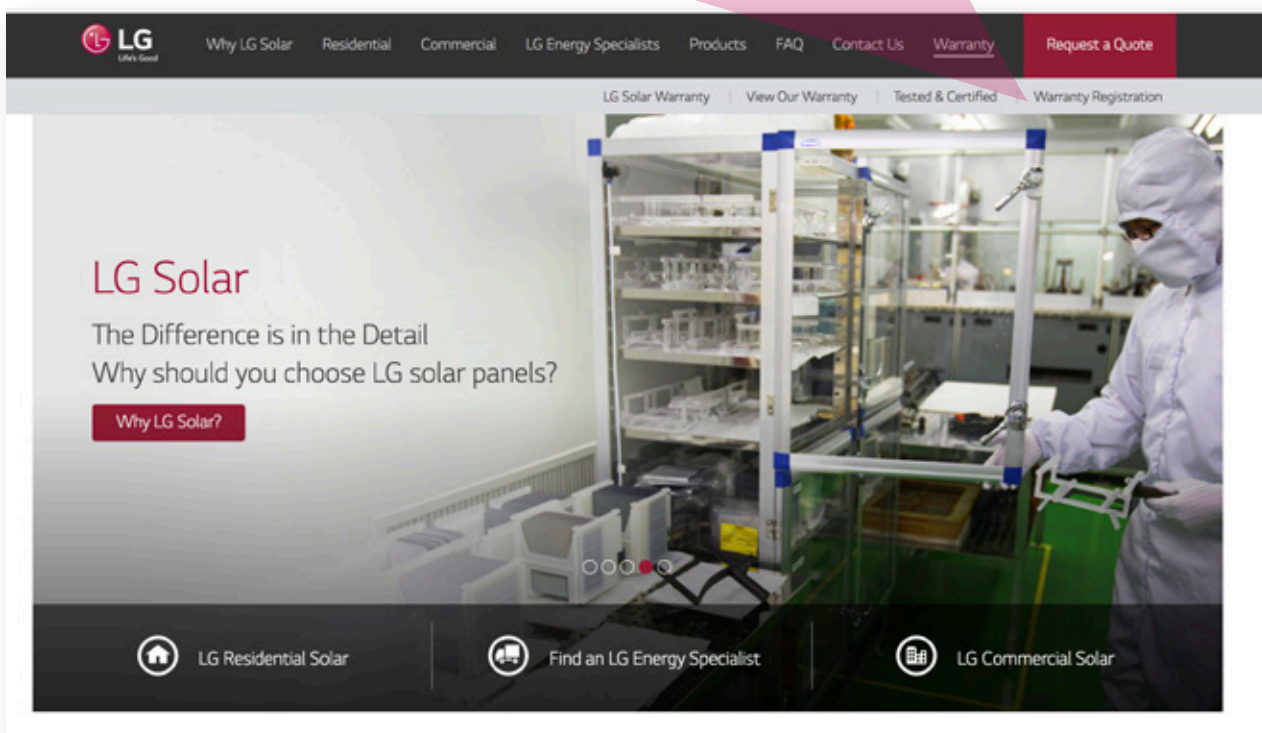 LG
Life's Good
Why LG Solar Residential Commercial LG Energy Specialists Products FAQ Contact Us Warranty Request a Quote
LG Solar Warranty View Our Warranty Tested & Certified Warranty Registration
LG Solar
The Difference is in the Detail
Why should you choose LG solar panels?
Why LG Solar?
LG Residential Solar Find an LG Energy Specialist LG Commercial Solar